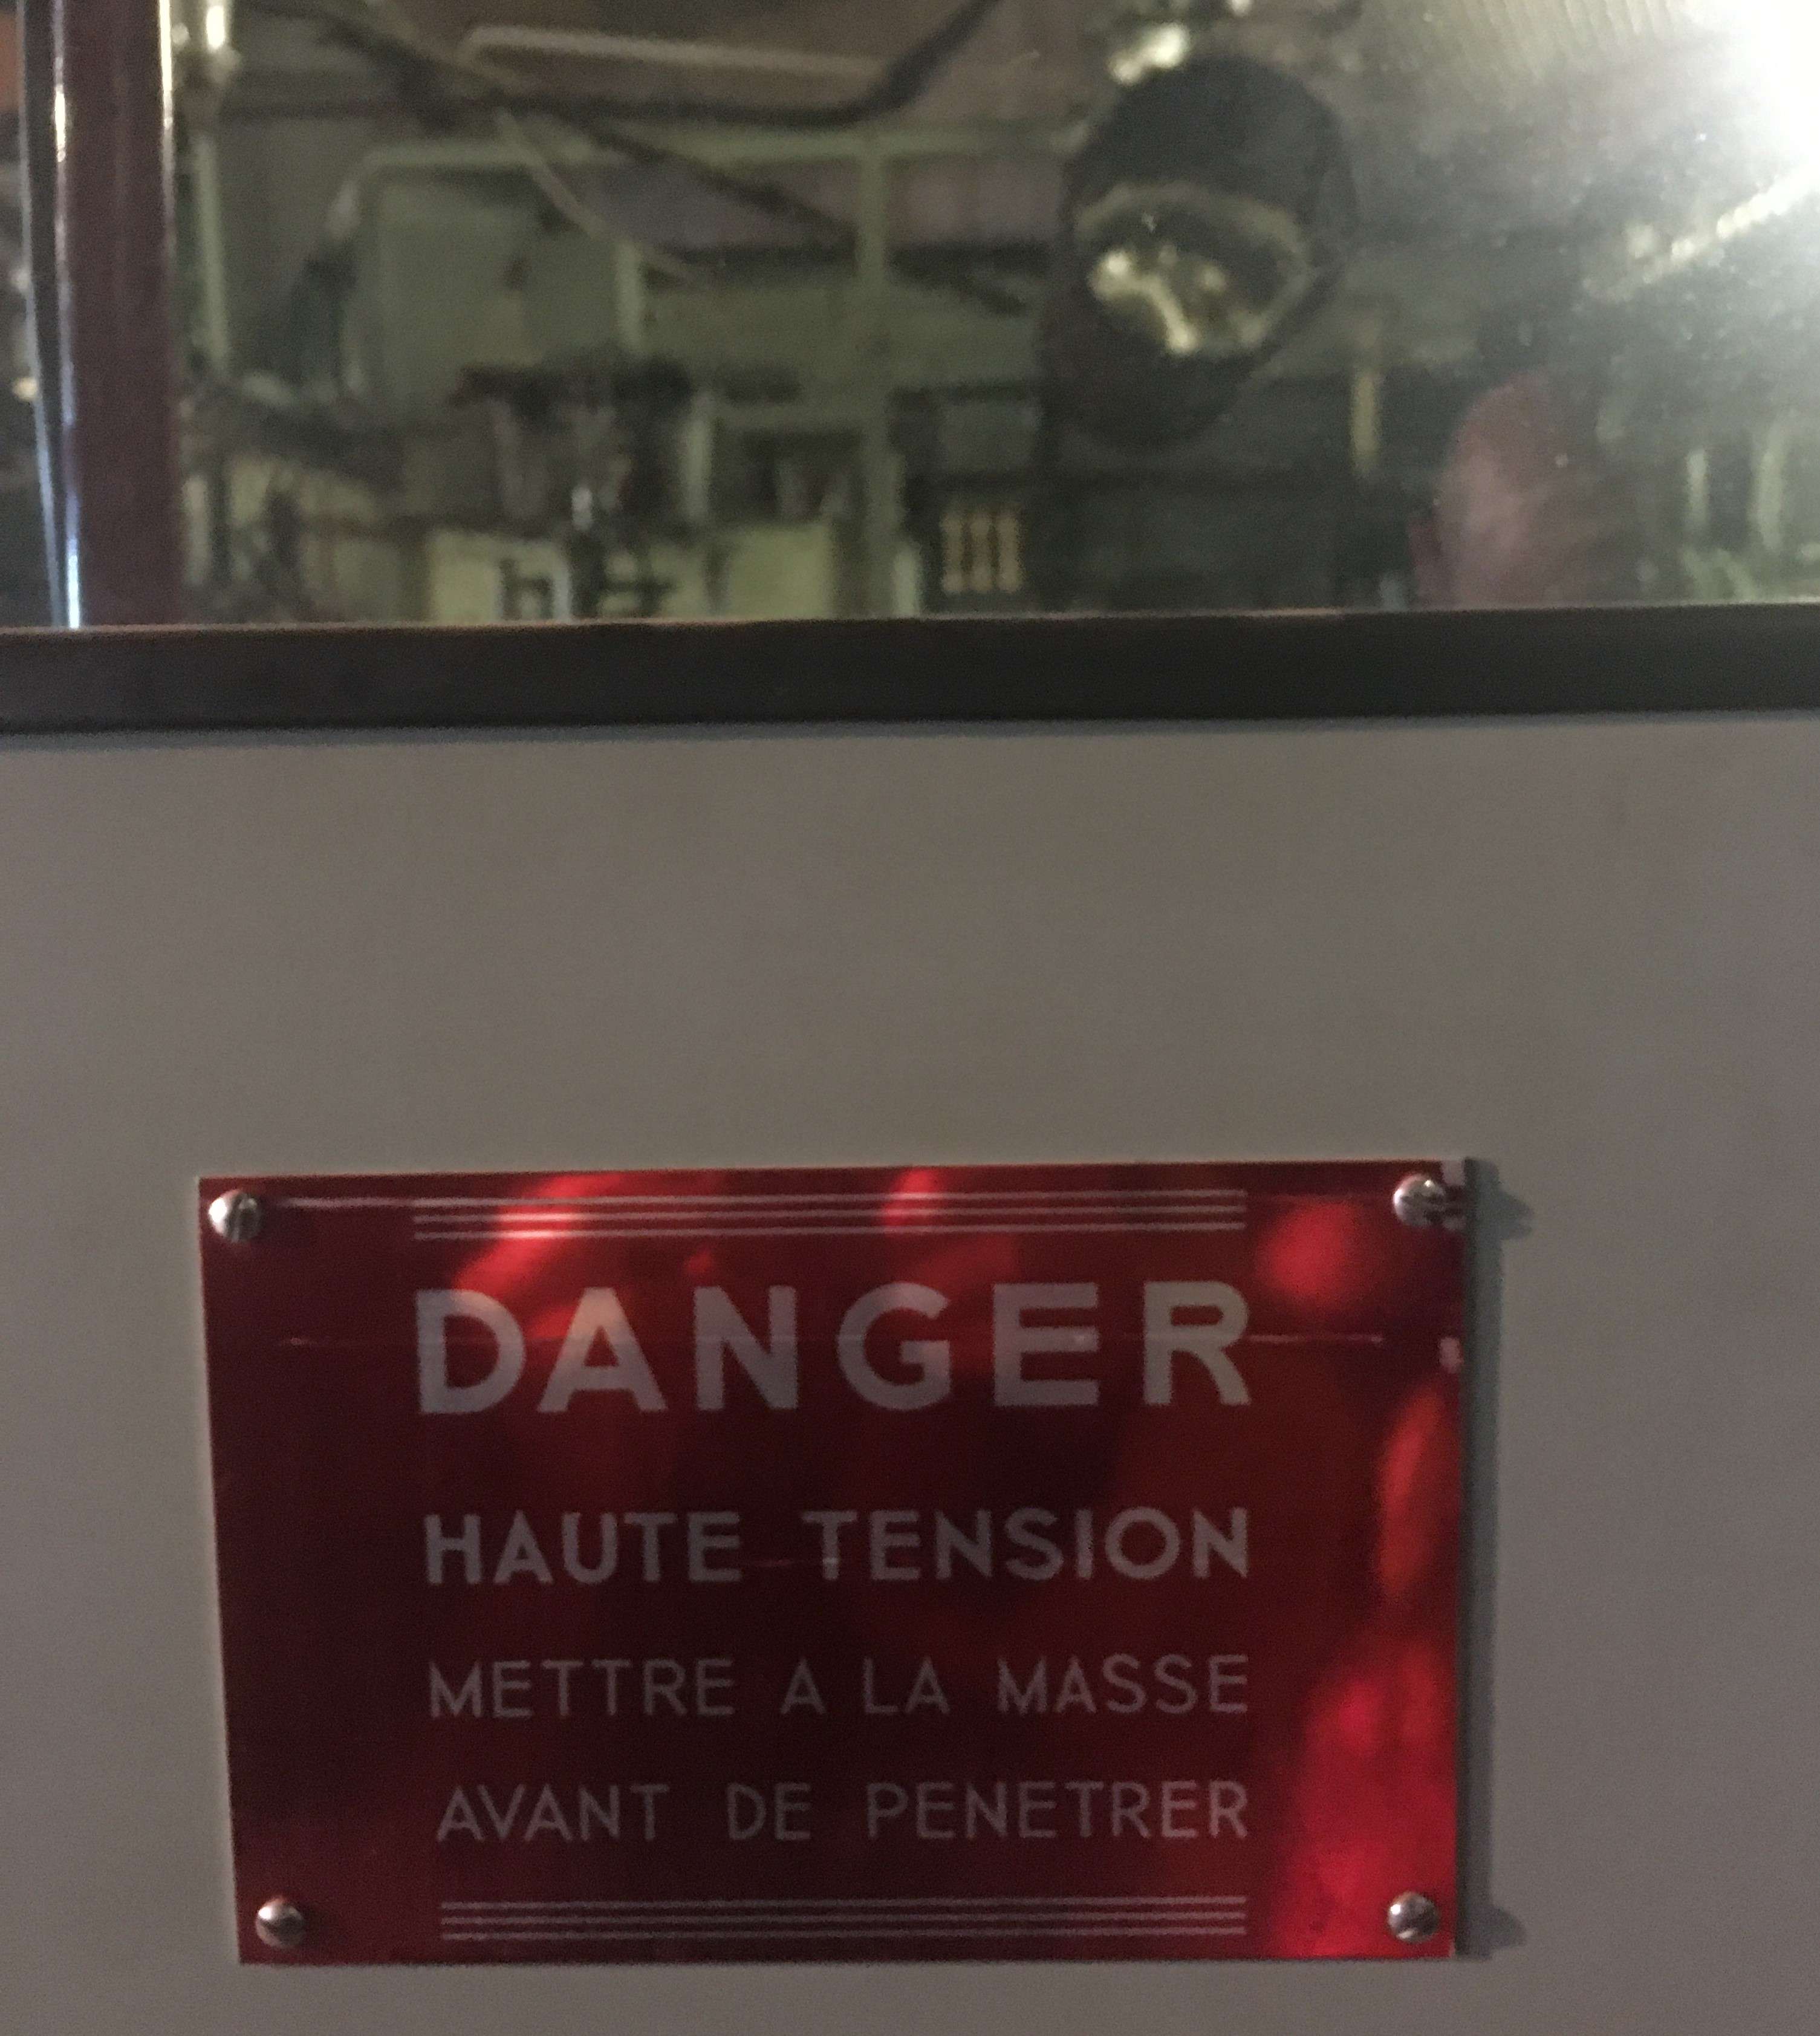 DANGER
HAUTE TENSION
METTRE A LA MASSE
AVANT DE PENETRER